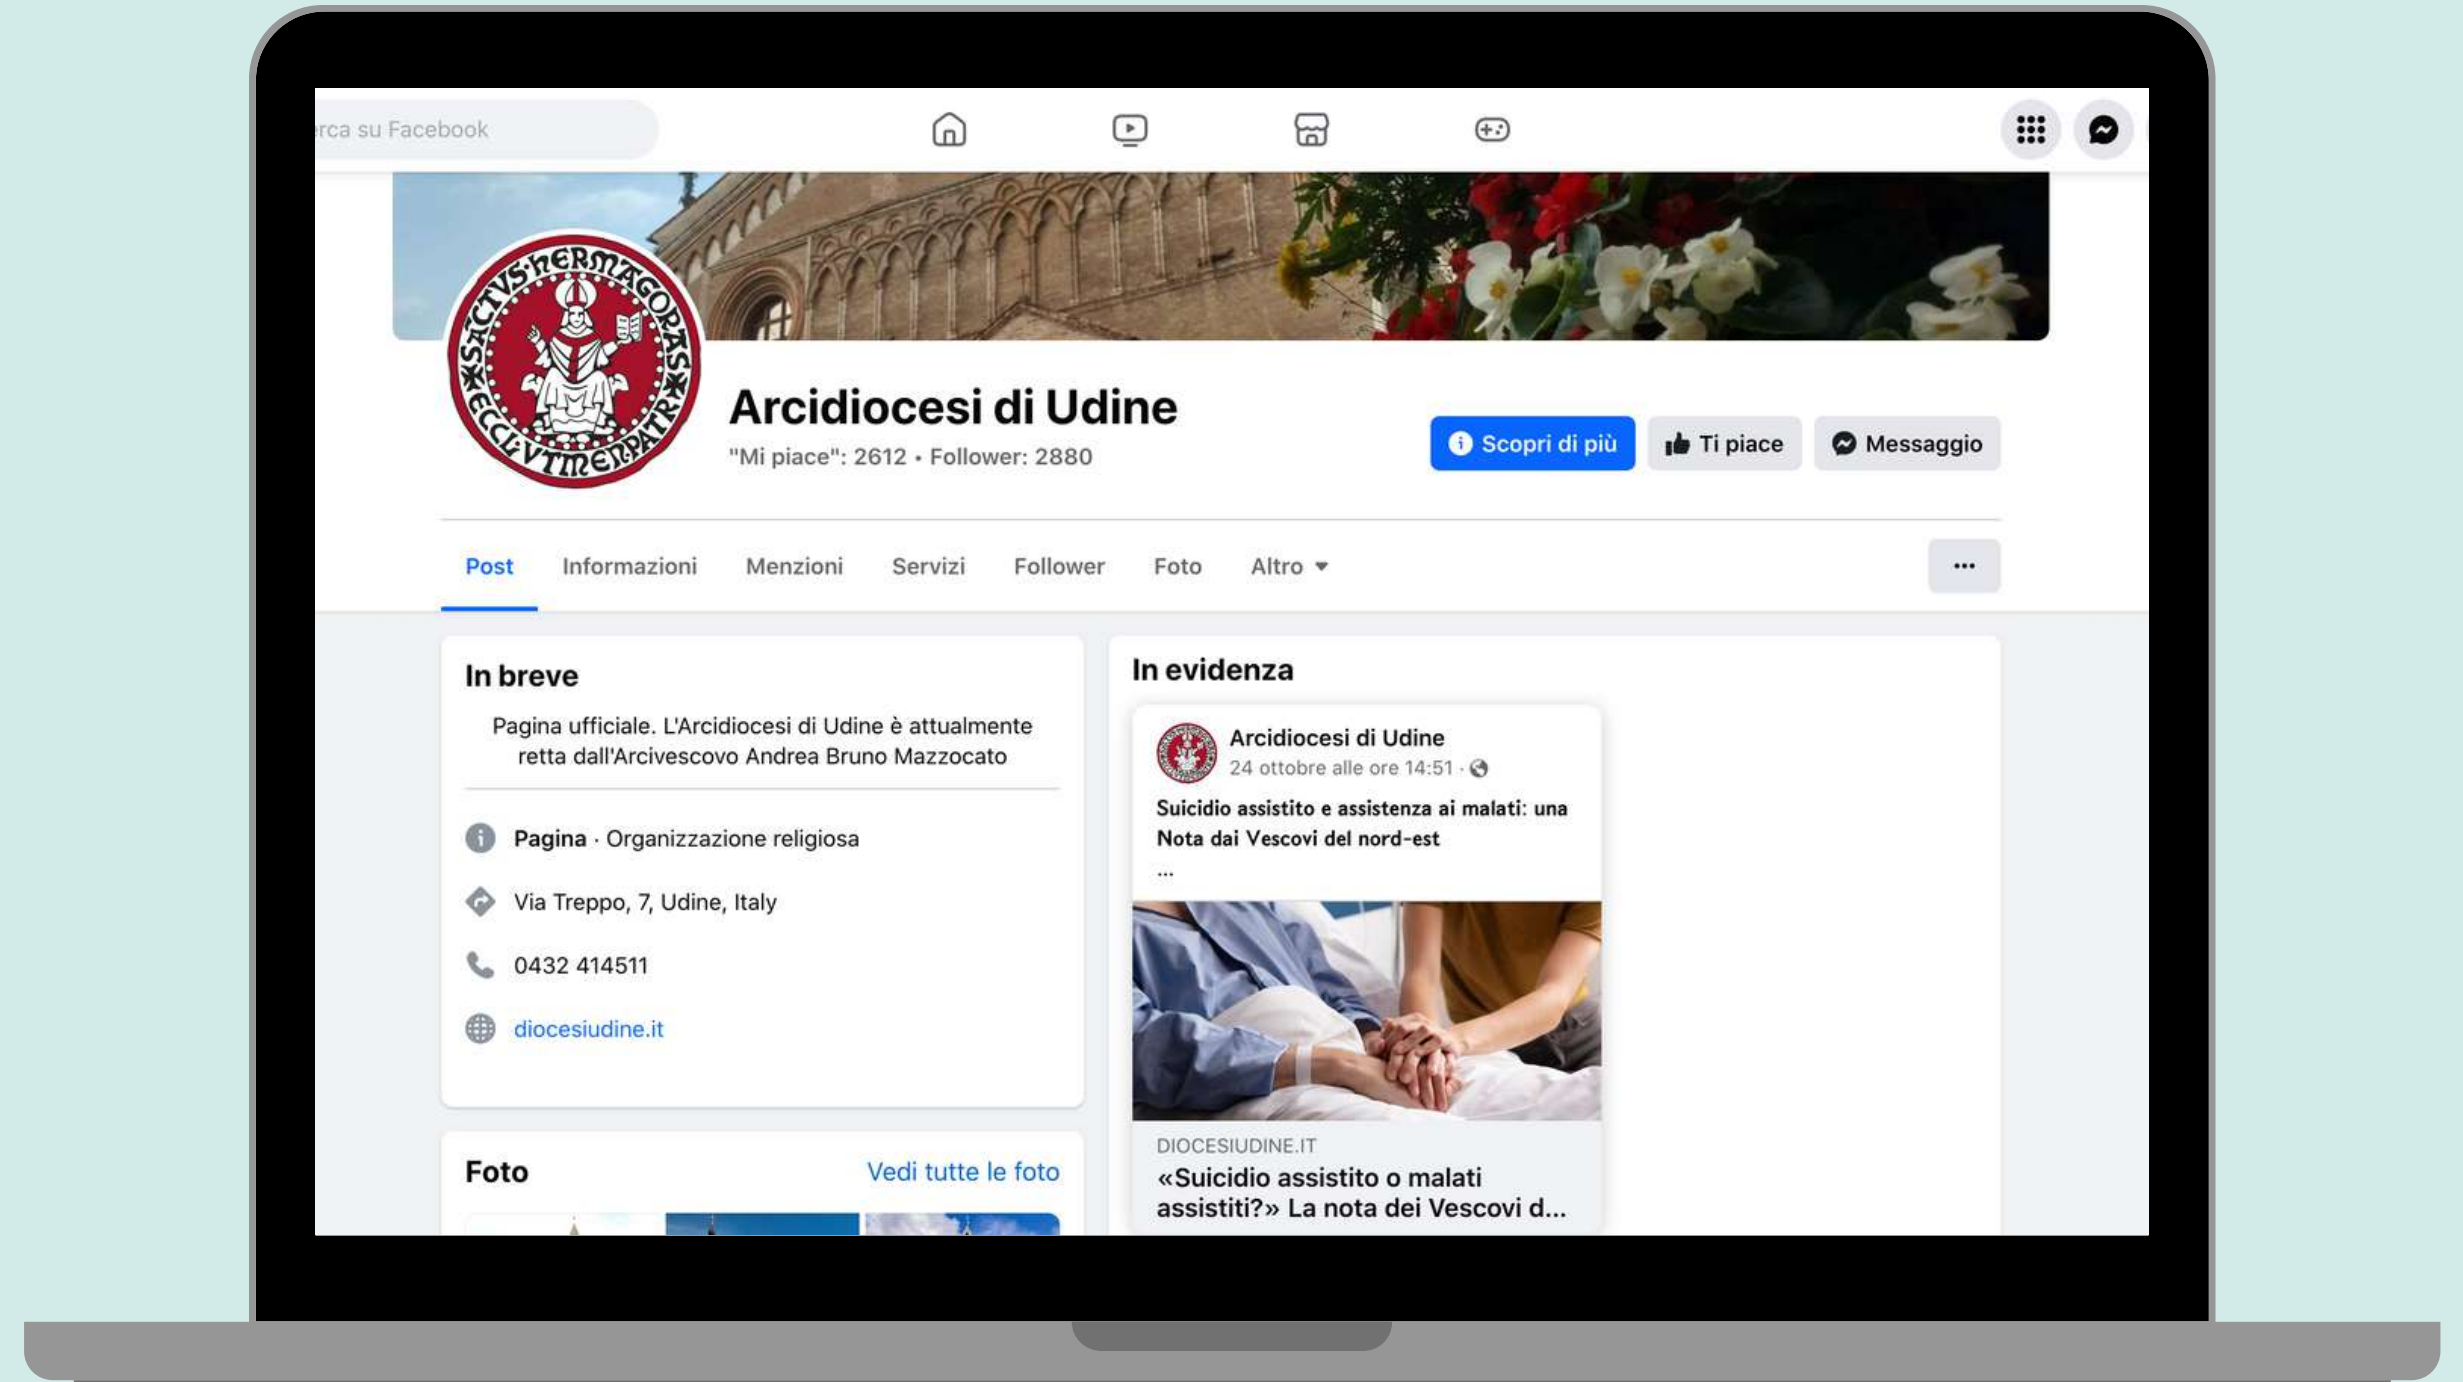 erca su Facebook
SACTVS·HERMAGORAS
ECCL·VTINEN·PATR
Arcidiocesi di Udine
"Mi piace": 2612 • Follower: 2880
Scopri di più
Ti piace
Messaggio
Post Informazioni Menzioni Servizi Follower Foto Altro
...
In breve
Pagina ufficiale. L'Arcidiocesi di Udine è attualmente
retta dall'Arcivescovo Andrea Bruno Mazzocato
Pagina · Organizzazione religiosa
Via Treppo, 7, Udine, Italy
0432 414511
diocesiudine.it
Foto
Vedi tutte le foto
In evidenza
Arcidiocesi di Udine
24 ottobre alle ore 14:51 ·
Suicidio assistito e assistenza ai malati: una
Nota dai Vescovi del nord-est
...
DIOCESIUDINE.IT
«Suicidio assistito o malati
assistiti?» La nota dei Vescovi d...